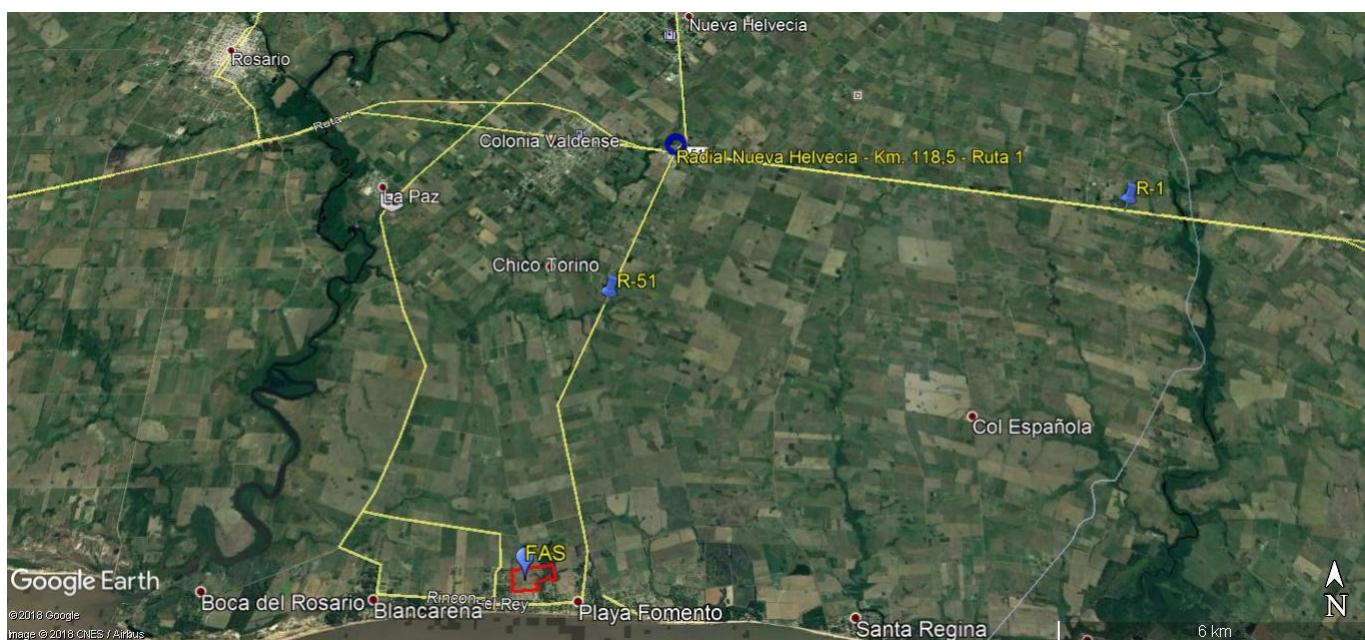 Nueva Helvecia
Rosario
Ruta 1
Colonia Valdense
Radial Nueva Helvecia - Km. 118,5 - Ruta 1
La Paz
R-1
Chico Torino
R-51
Col Española
FAS
Google Earth
Boca del Rosario
Blancarena
Rincon
el Rey
Playa Fomento
Santa Regina
©2018 Google
Image © 2018 CNES / Airbus
6 km
N